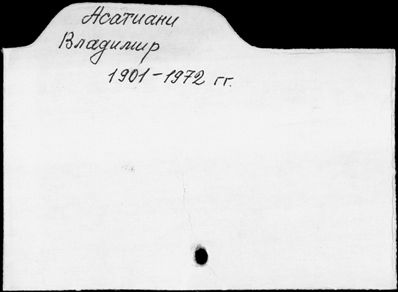 Асатиани
Владимир
1901-1972 гг.